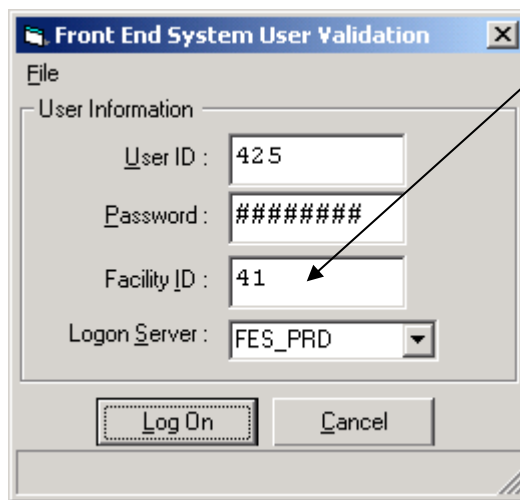 Front End System User Validation
File
User Information
User ID : 425
Password : ########
Facility ID : 41
Logon Server : FES_PRD
Log On Cancel